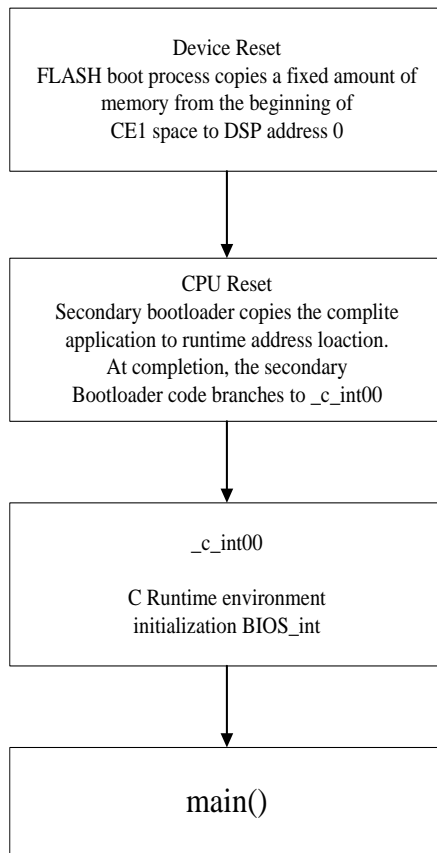 Device Reset
FLASH boot process copies a fixed amount of
memory from the beginning of
CE1 space to DSP address 0
CPU Reset
Secondary bootloader copies the complite
application to runtime address loaction.
At completion, the secondary
Bootloader code branches to _c_int00
_c_int00
C Runtime environment
initialization BIOS_int
main()